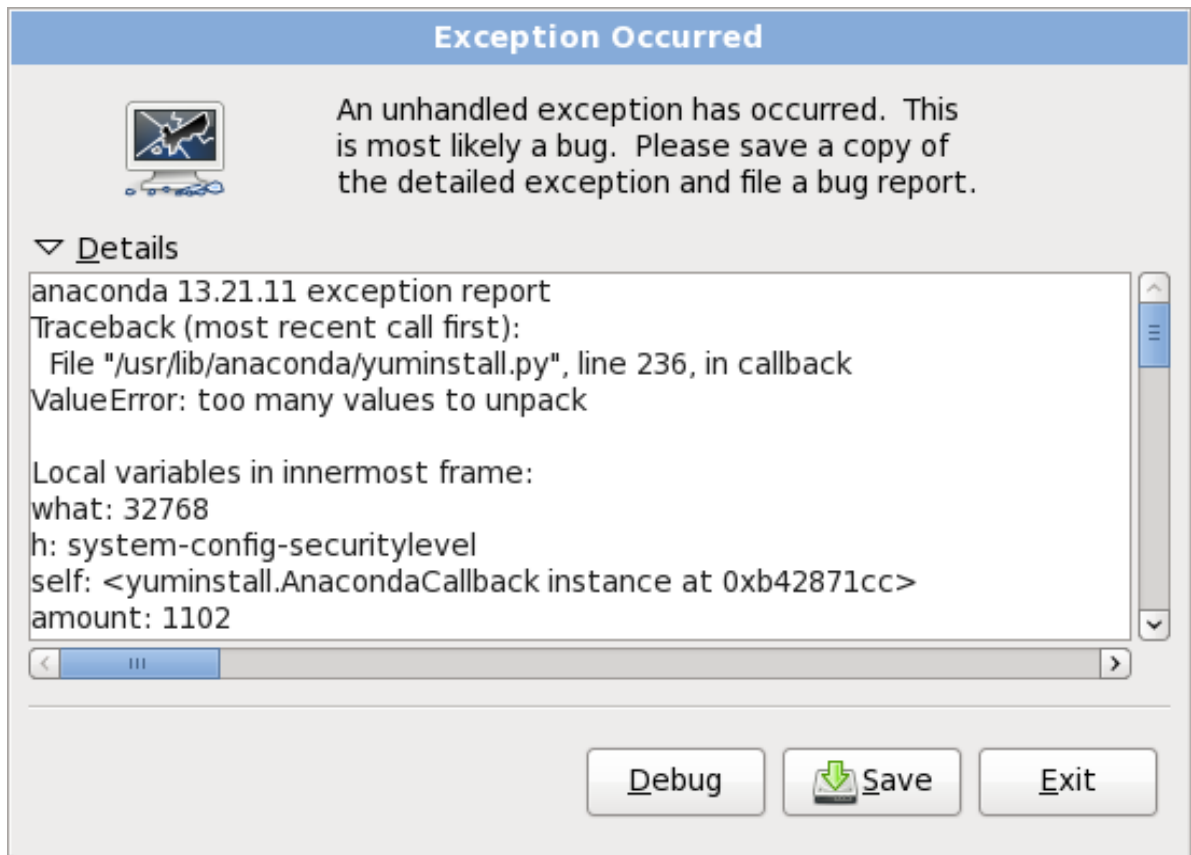 Exception Occurred
An unhandled exception has occurred.  This
is most likely a bug.  Please save a copy of
the detailed exception and file a bug report.
Details
anaconda 13.21.11 exception report
Traceback (most recent call first):
  File "/usr/lib/anaconda/yuminstall.py", line 236, in callback
ValueError: too many values to unpack
Local variables in innermost frame:
what: 32768
h: system-config-securitylevel
self: <yuminstall.AnacondaCallback instance at 0xb42871cc>
amount: 1102
Debug
Save
Exit